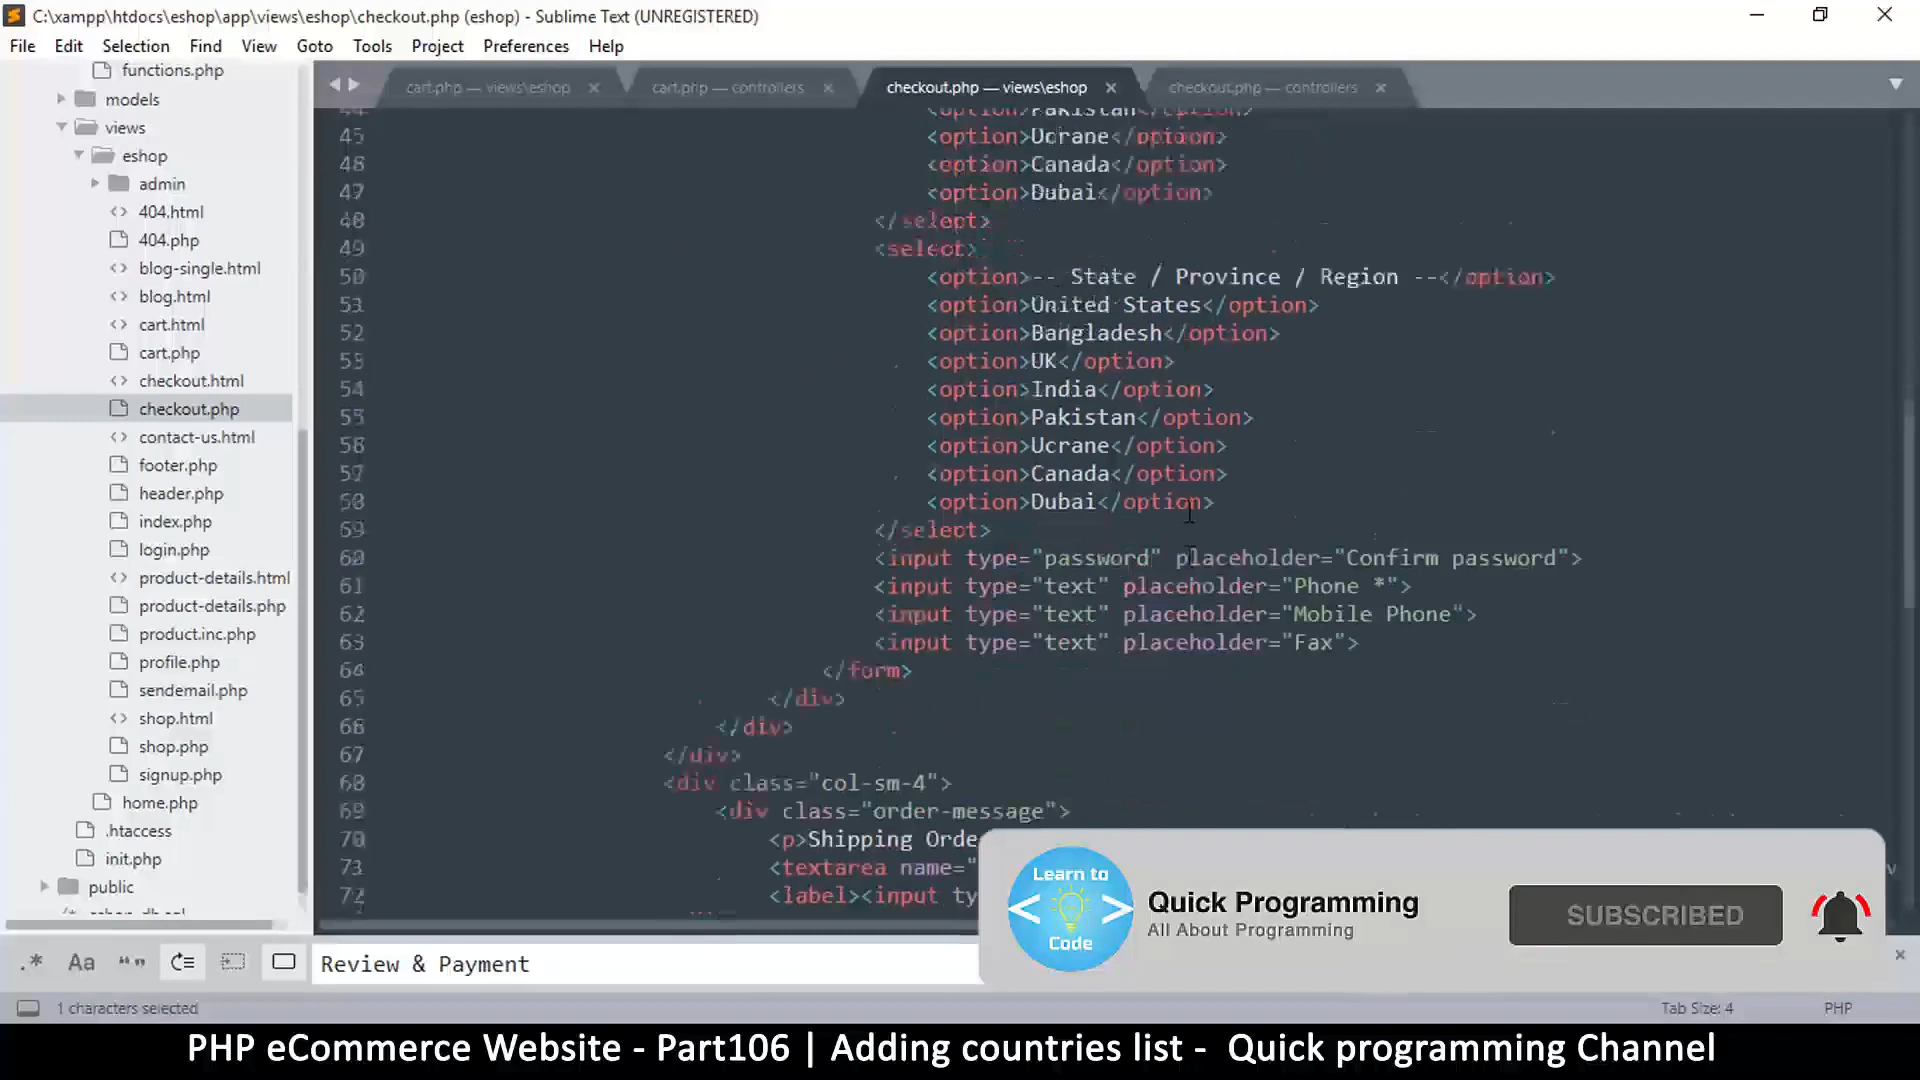 C:\xampp\htdocs\eshop\app\views\eshop\checkout.php (eshop) - Sublime Text (UNREGISTERED)
File Edit Selection Find View Goto Tools Project Preferences Help
functions.php
models
views
eshop
admin
404.html
404.php
blog-single.html
blog.html
cart.html
cart.php
checkout.html
checkout.php
contact-us.html
footer.php
header.php
index.php
login.php
product-details.html
product-details.php
product.inc.php
profile.php
sendemail.php
shop.html
shop.php
signup.php
home.php
.htaccess
init.php
public
cart.php — views\eshop cart.php — controllers checkout.php — views\eshop checkout.php — controllers
<option>Pakistan</option>
45 <option>Ucrane</option>
<option>Canada</option>
47 <option>Dubai</option>
</select>
49 <select>
50 <option>-- State / Province / Region --</option>
<option>United States</option>
52 <option>Bangladesh</option>
<option>UK</option>
54 <option>India</option>
<option>Pakistan</option>
<option>Ucrane</option>
57 <option>Canada</option>
<option>Dubai</option>
</select>
60 <input type="password" placeholder="Confirm password">
61 <input type="text" placeholder="Phone *">
62 <input type="text" placeholder="Mobile Phone">
63 <input type="text" placeholder="Fax">
64 </form>
65 </div>
</div>
67 </div>
<div class="col-sm-4">
69 <div class="order-message">
70 <p>Shipping Orde
<textarea name="
72 <label><input ty
Learn to
< >
Code
Quick Programming
All About Programming
SUBSCRIBED
.* Aa “” Review & Payment
1 characters selected Tab Size: 4 PHP
PHP eCommerce Website - Part106 | Adding countries list - Quick programming Channel